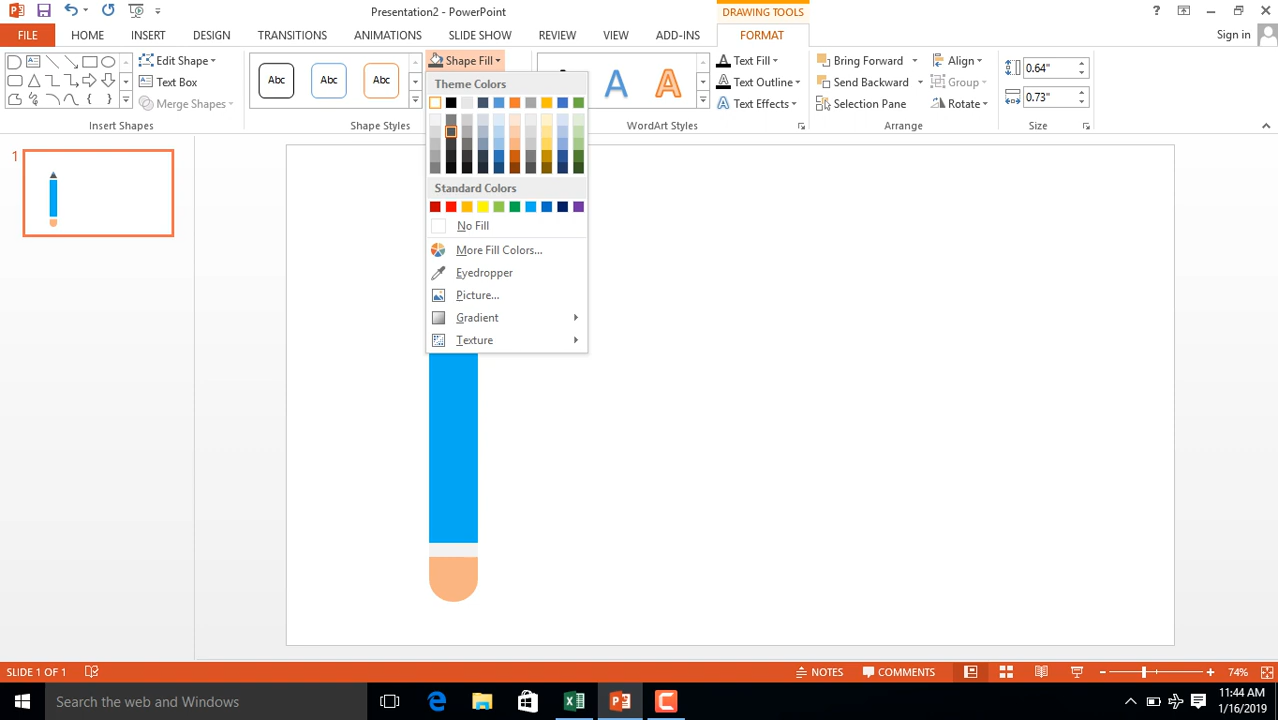 Presentation2 - PowerPoint
DRAWING TOOLS
?
FILE
HOME
INSERT
DESIGN
TRANSITIONS
ANIMATIONS
SLIDE SHOW
REVIEW
VIEW
ADD-INS
FORMAT
Sign in
Edit Shape
Text Box
Merge Shapes
Insert Shapes
Abc
Abc
Abc
Shape Styles
Shape Fill
Theme Colors
Standard Colors
No Fill
More Fill Colors...
Eyedropper
Picture...
Gradient
Texture
A
A
Text Fill
Text Outline
Text Effects
WordArt Styles
Bring Forward
Send Backward
Selection Pane
Align
Group
Rotate
Arrange
0.64"
0.73"
Size
1
SLIDE 1 OF 1
NOTES
COMMENTS
74%
Search the web and Windows
11:44 AM
1/16/2019